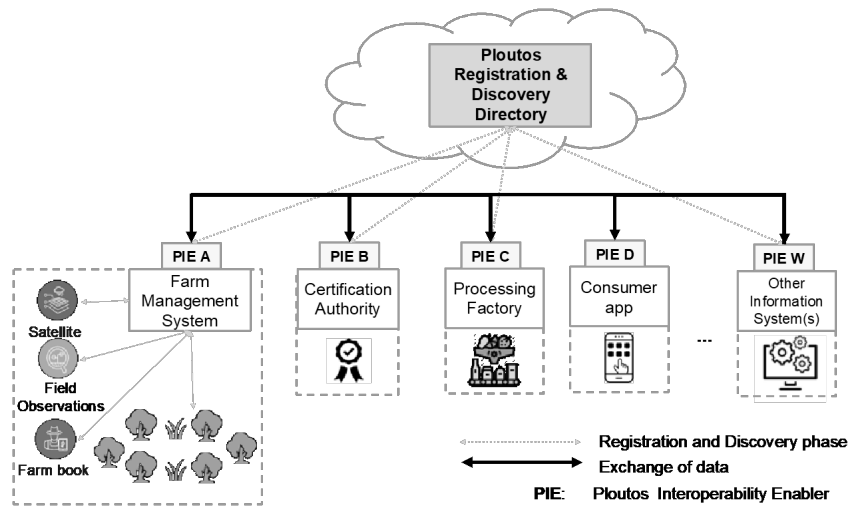 Ploutos
Registration &
Discovery
Directory
PIE A
PIE B
PIE C
PIE D
PIE W
Farm
Management
System
Certification
Authority
Processing
Factory
Consumer
app
Other
Information
System(s)
Satellite
Field
Observations
Farm book
...
Registration and Discovery phase
Exchange of data
PIE: Ploutos Interoperability Enabler